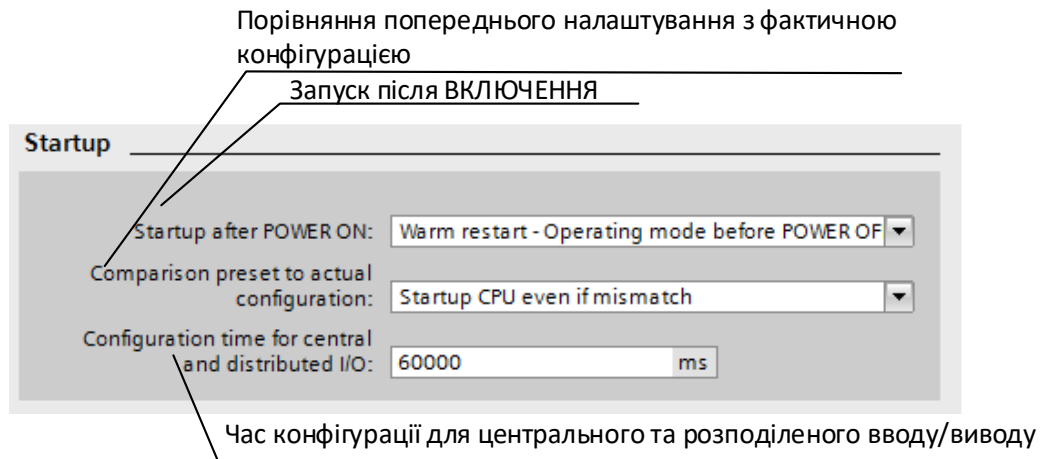 Порівняння попереднього налаштування з фактичною
конфігурацією
Запуск після ВКЛЮЧЕННЯ
Startup
Startup after POWER ON: Warm restart - Operating mode before POWER OF
Comparison preset to actual
configuration: Startup CPU even if mismatch
Configuration time for central
and distributed I/O: 60000 ms
Час конфігурації для центрального та розподіленого вводу/виводу